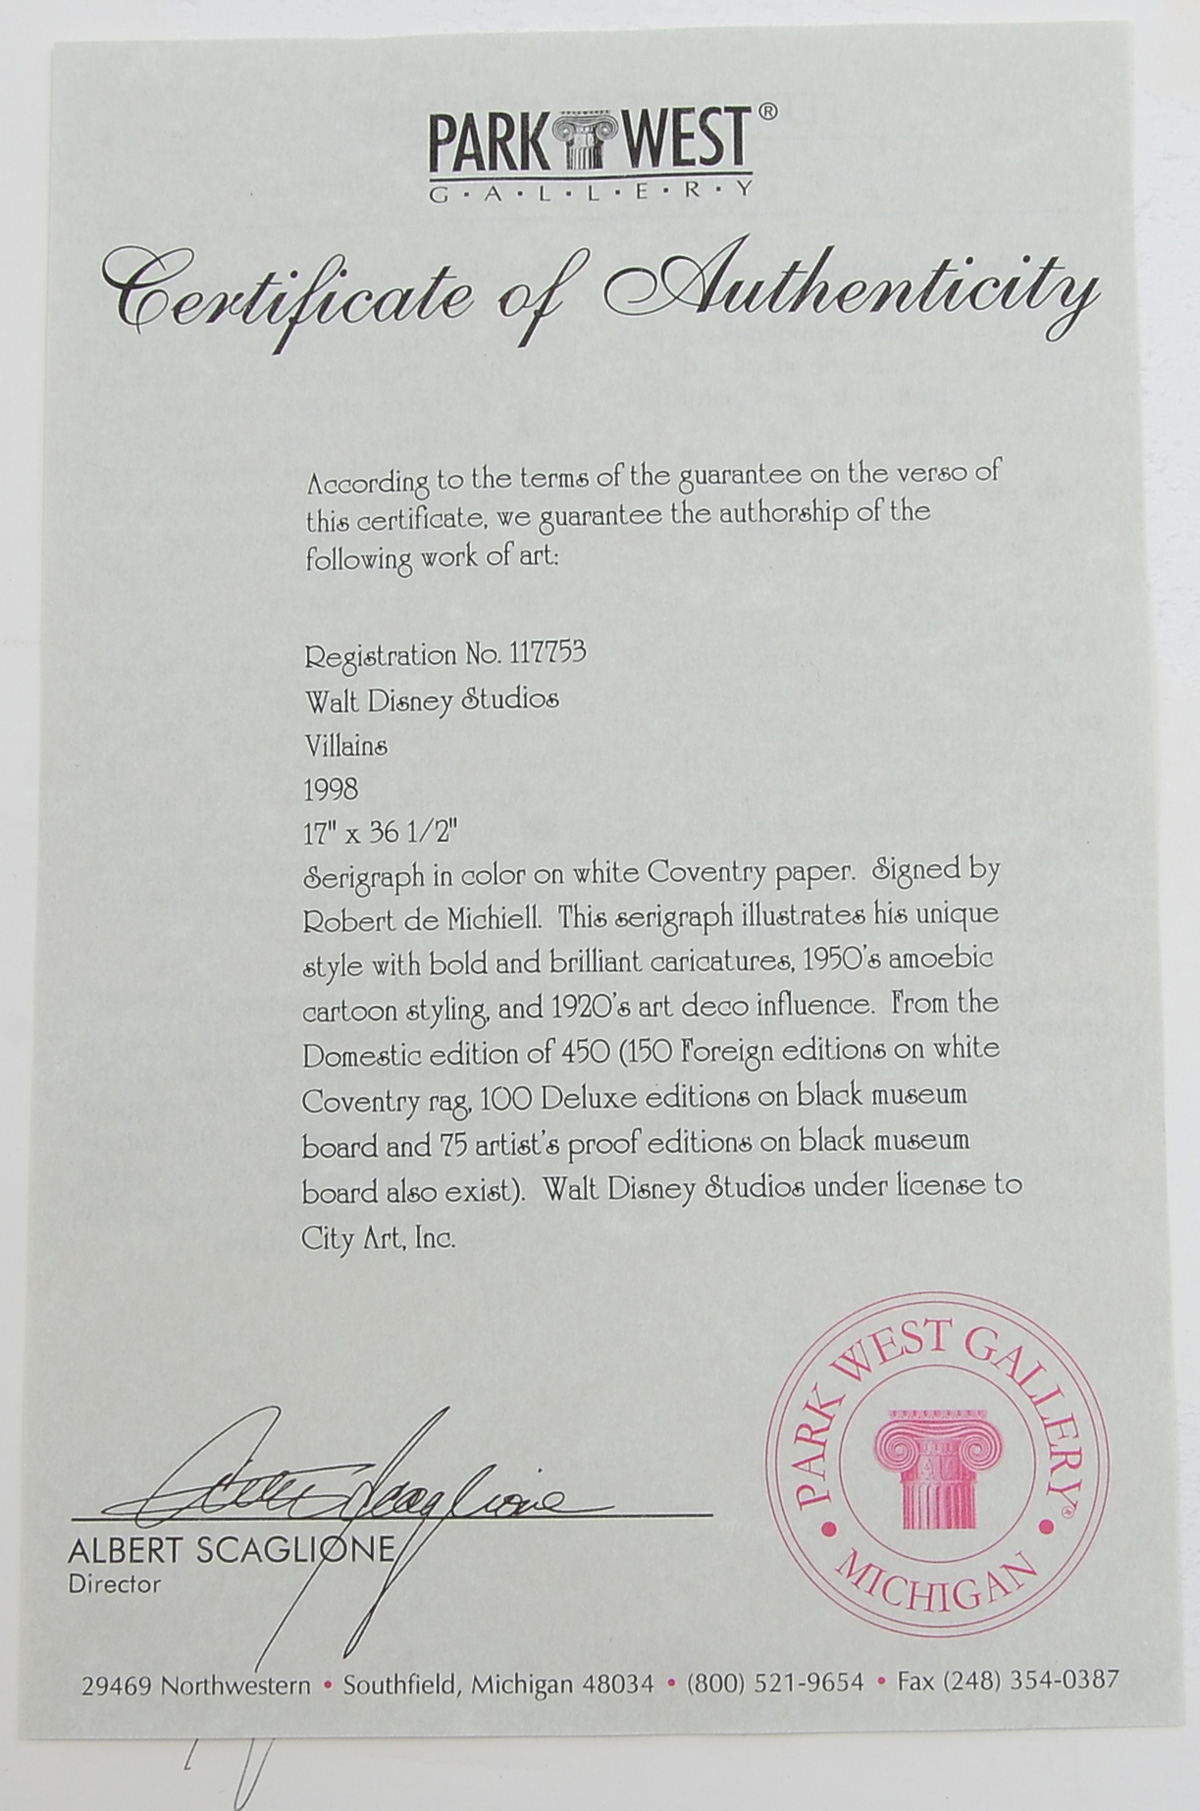 PARK WEST®
G·A·L·L·E·R·Y
Certificate of Authenticity
According to the terms of the guarantee on the verso of
this certificate, we guarantee the authorship of the
following work of art:
Registration No. 117753
Walt Disney Studios
Villains
1998
17" x 36 1/2"
Serigraph in color on white Coventry paper. Signed by
Robert de Michiell. This serigraph illustrates his unique
style with bold and brilliant caricatures, 1950's amoebic
cartoon styling, and 1920's art deco influence. From the
Domestic edition of 450 (150 Foreign editions on white
Coventry rag, 100 Deluxe editions on black museum
board and 75 artist's proof editions on black museum
board also exist). Walt Disney Studios under license to
City Art, Inc.
PARK WEST GALLERY®
• MICHIGAN •
ALBERT SCAGLIONE
Director
29469 Northwestern • Southfield, Michigan 48034 • (800) 521-9654 • Fax (248) 354-0387